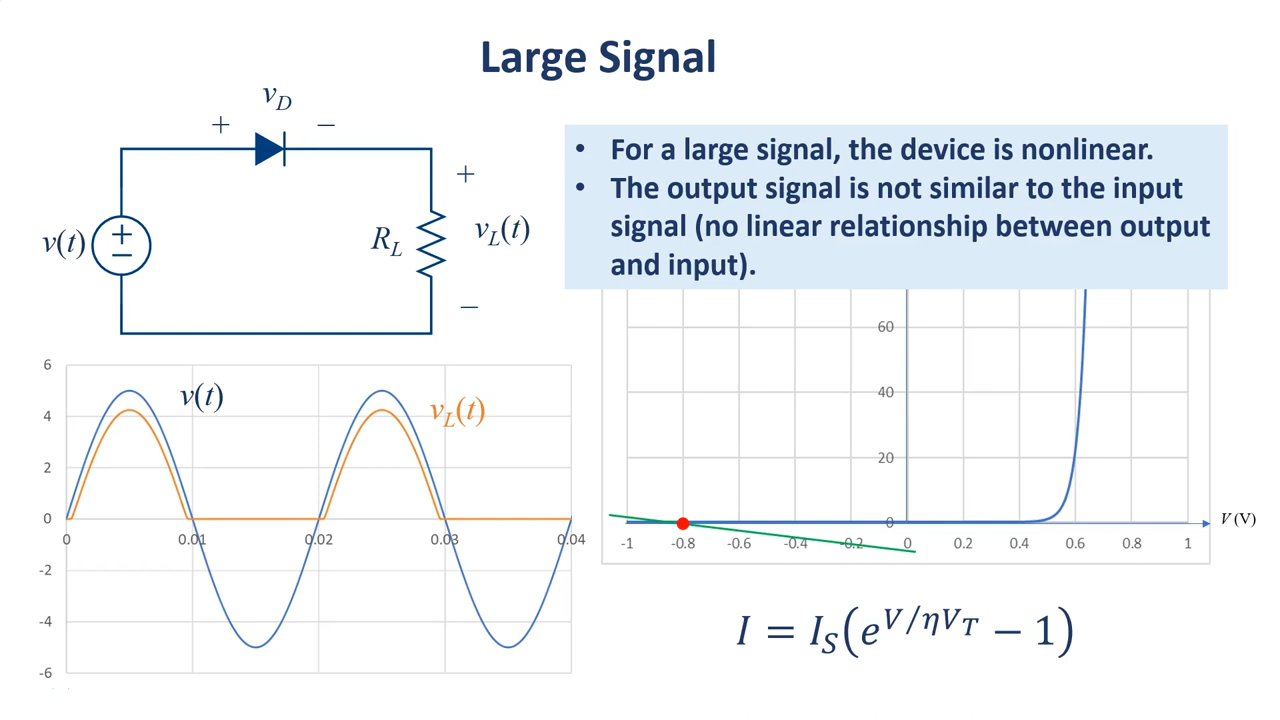 Large Signal
v_D
+ −
• For a large signal, the device is nonlinear.
• The output signal is not similar to the input
signal (no linear relationship between output
and input).
+
v(t)
+
−
R_L
v_L(t)
−
6
4
2
0
-2
-4
-6
0 0.01 0.02 0.03 0.04
v(t)
v_L(t)
60
40
20
0
-1 -0.8 -0.6 -0.4 -0.2 0 0.2 0.4 0.6 0.8 1
V (V)
I = I_S(e^{V/ηV_T} − 1)